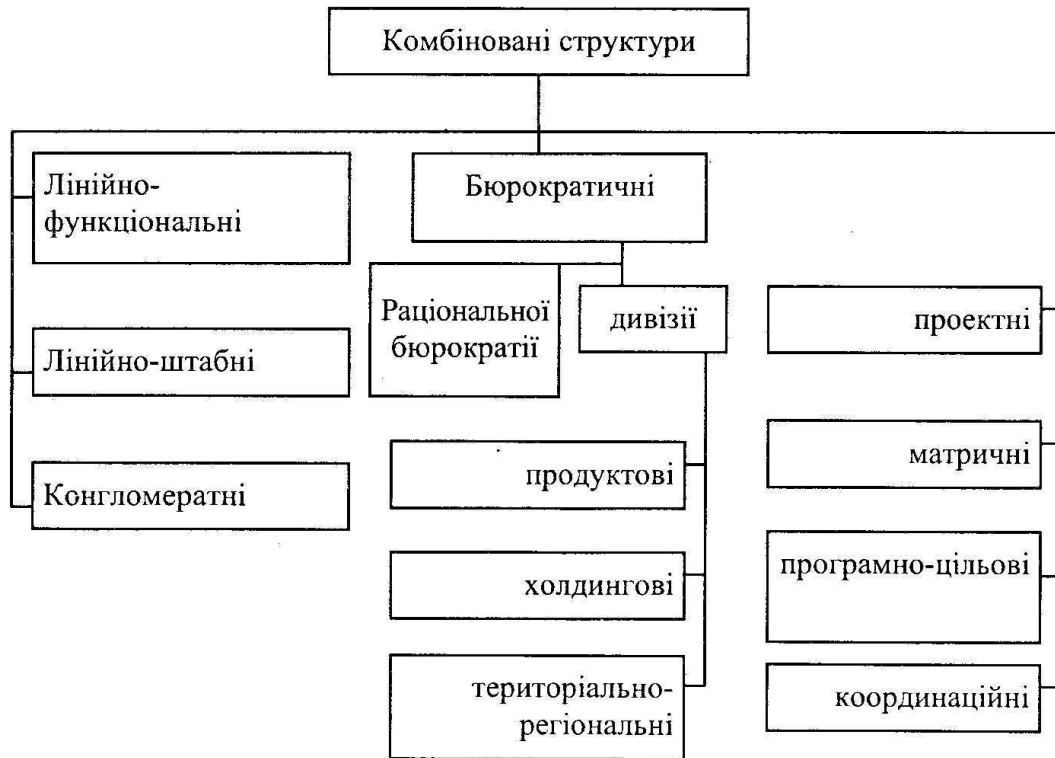 Комбіновані структури
Лінійно-
функціональні
Лінійно-штабні
Конгломератні
Бюрократичні
Раціональної
бюрократії
дивізії
продуктові
холдингові
територіально-
регіональні
проектні
матричні
програмно-цільові
координаційні